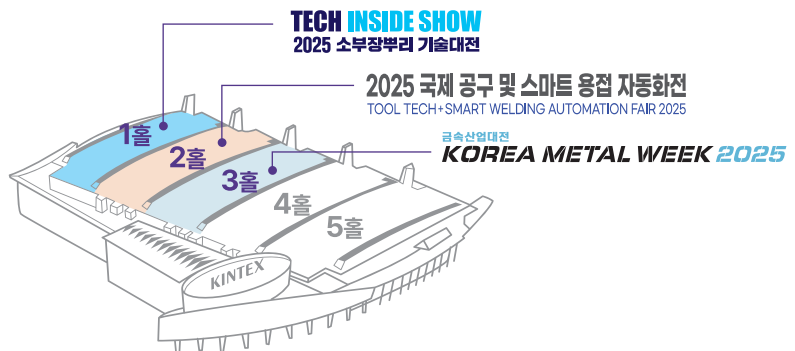 TECH INSIDE SHOW
2025 소부장뿌리 기술대전
2025 국제 공구 및 스마트 용접 자동화전
TOOL TECH+SMART WELDING AUTOMATION FAIR 2025
금속산업대전
KOREA METAL WEEK 2025
1홀
2홀
3홀
4홀
5홀
KINTEX